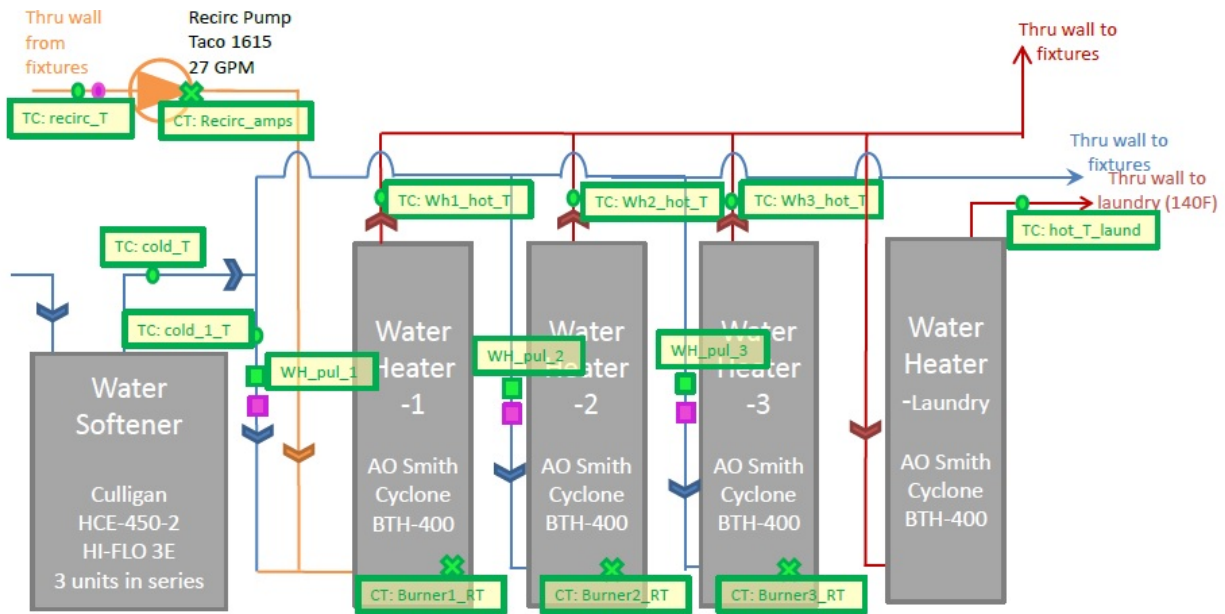 Thru wall
from
fixtures
Recirc Pump
Taco 1615
27 GPM
TC: recirc_T
CT: Recirc_amps
Thru wall to
fixtures
Thru wall to
fixtures
Thru wall to
laundry (140F)
TC: hot_T_laund
TC: Wh1_hot_T
TC: Wh2_hot_T
TC: Wh3_hot_T
TC: cold_T
TC: cold_1_T
WH_pul_1
WH_pul_2
WH_pul_3
Water
Softener
Culligan
HCE-450-2
HI-FLO 3E
3 units in series
Water
Heater
-1
AO Smith
Cyclone
BTH-400
CT: Burner1_RT
Water
Heater
-2
AO Smith
Cyclone
BTH-400
CT: Burner2_RT
Water
Heater
-3
AO Smith
Cyclone
BTH-400
CT: Burner3_RT
Water
Heater
-Laundry
AO Smith
Cyclone
BTH-400